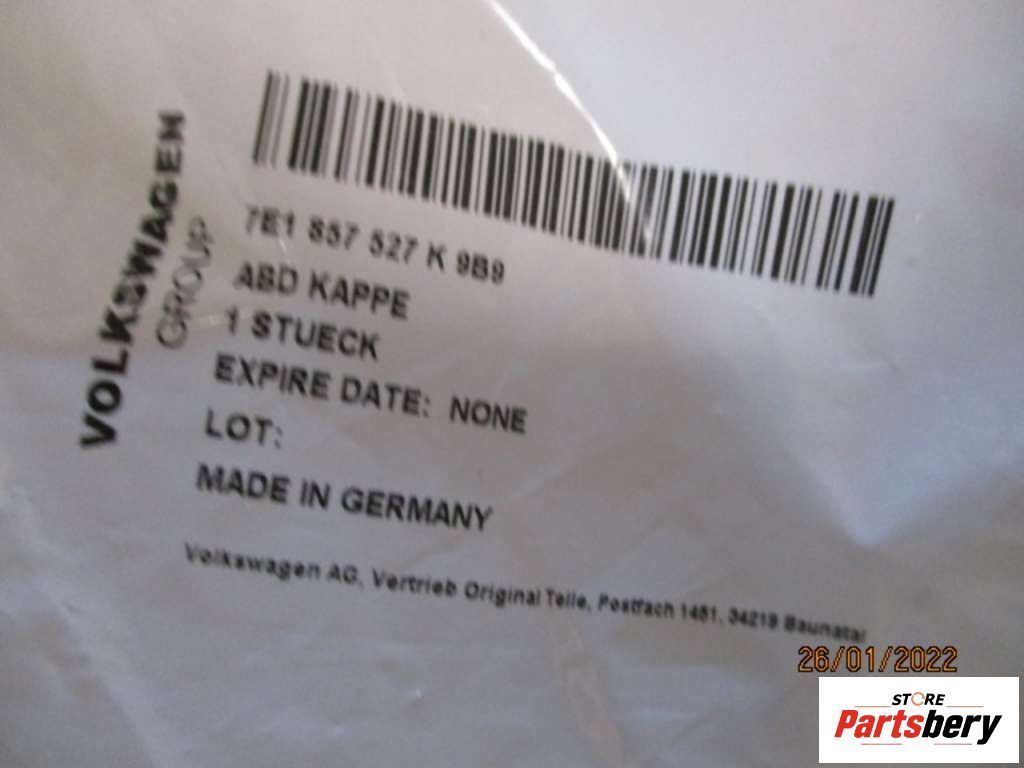 VOLKSWAGEN
GROUP
7E1 857 527 K 9B9
ABD KAPPE
1 STUECK
EXPIRE DATE: NONE
LOT:
MADE IN GERMANY
Volkswagen AG, Vertrieb Original Teile, Postfach 1451, 34219 Baunatal
26/01/2022
STORE
Partsbery